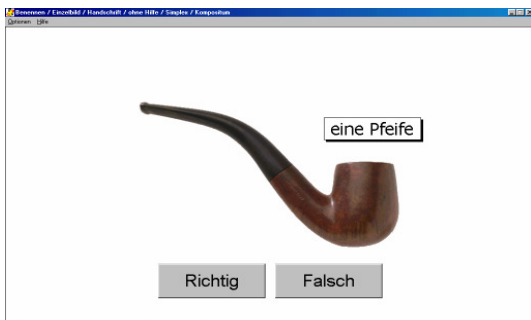 Benennen / Einzelbild / Handschrift / ohne Hilfe / Simplex / Kompositum
Optionen Hilfe
eine Pfeife
Richtig Falsch